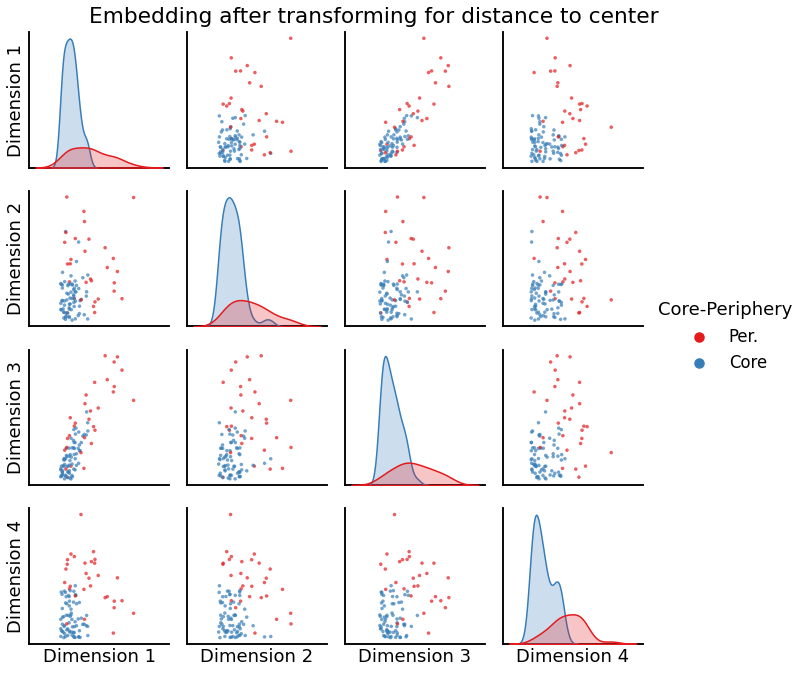 Embedding after transforming for distance to center
Dimension 1
Dimension 2
Core-Periphery
Per.
Core
Dimension 3
Dimension 4
Dimension 1
Dimension 2
Dimension 3
Dimension 4